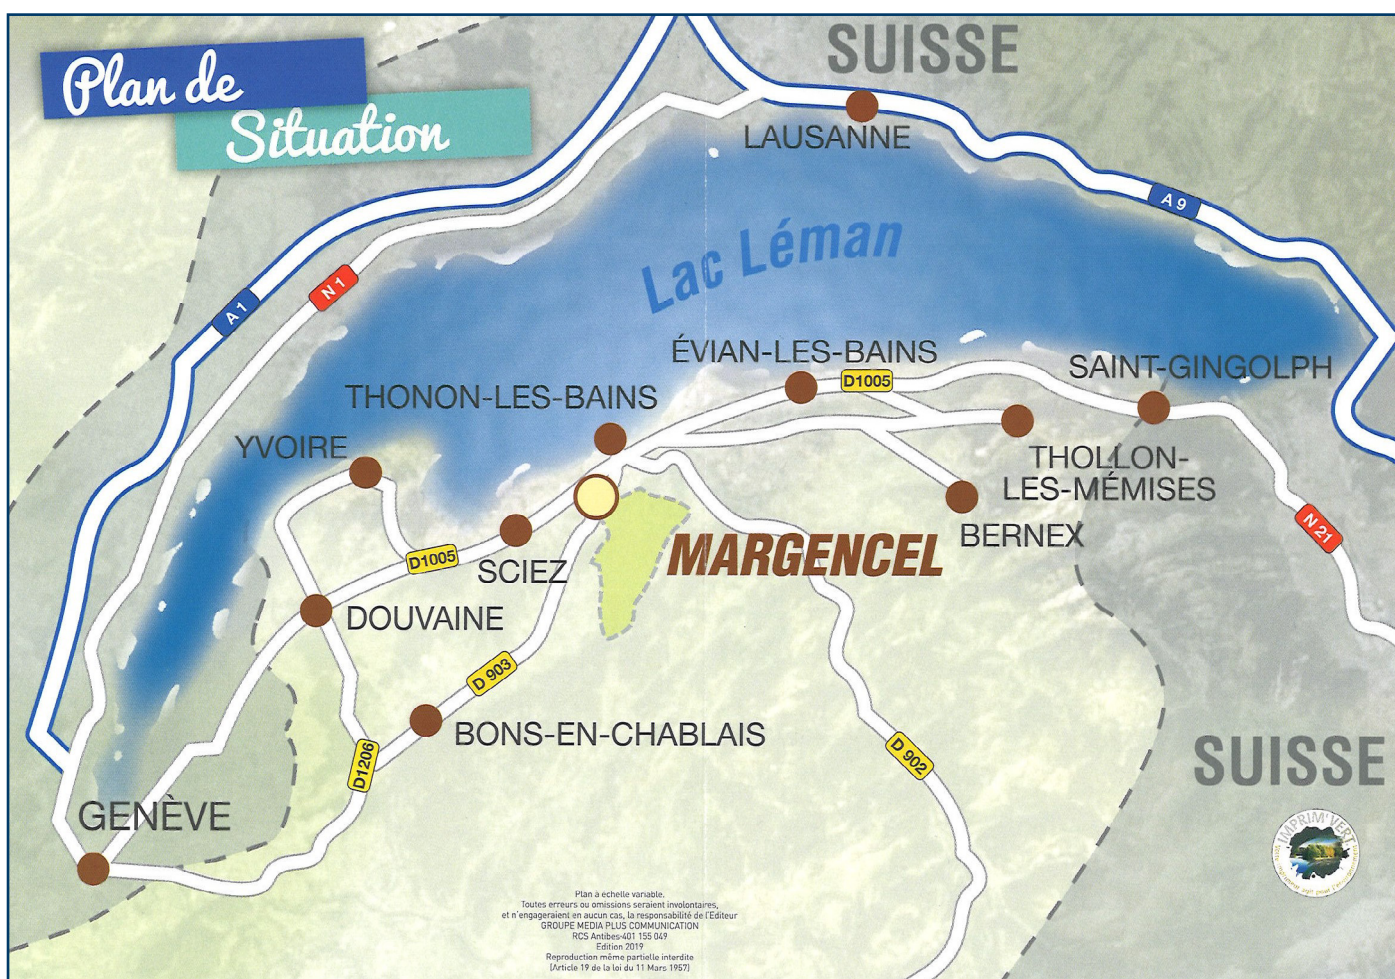 Plan de
Situation
SUISSE
LAUSANNE
A 9
Lac Léman
N 1
A 1
ÉVIAN-LES-BAINS
D1005
SAINT-GINGOLPH
THONON-LES-BAINS
YVOIRE
THOLLON-
LES-MÉMISES
BERNEX
N 21
MARGENCEL
D1005
SCIEZ
DOUVAINE
D 903
BONS-EN-CHABLAIS
D1206
D 902
SUISSE
GENÈVE
IMPRIM'VERT
Plan à échelle variable.
Toutes erreurs ou omissions seraient involontaires,
et n'engageraient en aucun cas, la responsabilité de l'Editeur
GROUPE MEDIA PLUS COMMUNICATION
RCS Antibes-401 155 049
Edition 2019
Reproduction même partielle interdite
(Article 19 de la loi du 11 Mars 1957)